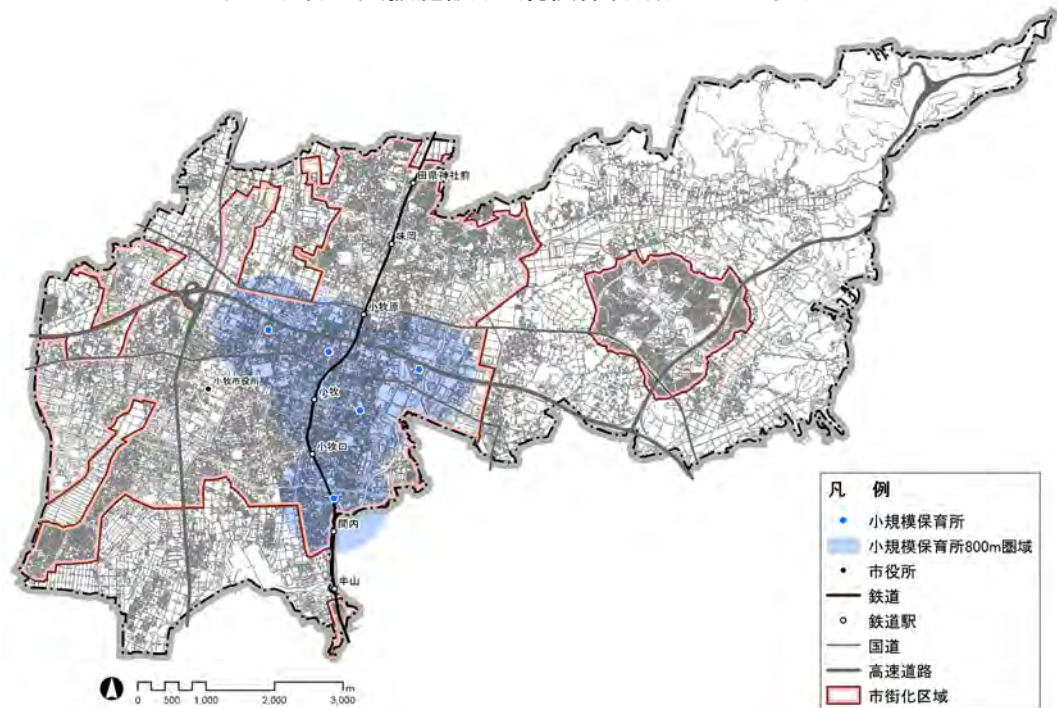 田県神社前
味岡
小牧原
小牧市役所
小牧
小牧口
間内
牛山
凡 例
小規模保育所
小規模保育所800m圏域
市役所
鉄道
鉄道駅
国道
高速道路
市街化区域
0 500 1,000 2,000 3,000 m